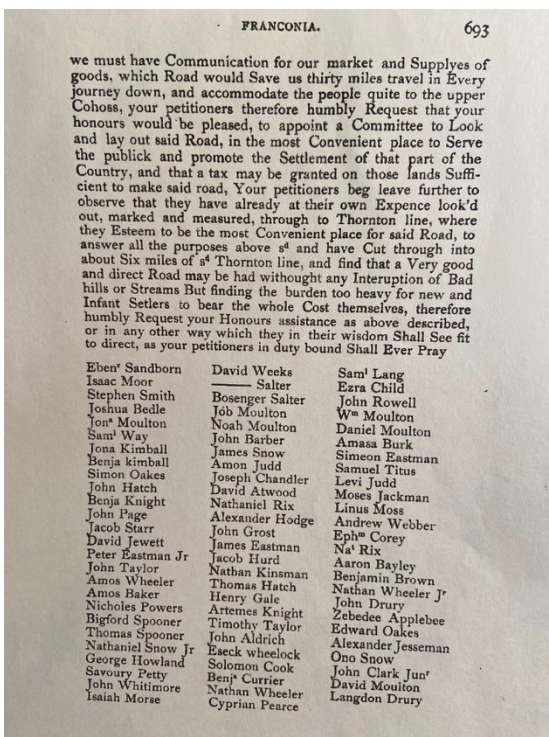 FRANCONIA. 693
we must have Communication for our market and Supplyes of
goods, which Road would Save us thirty miles travel in Every
journey down, and accommodate the people quite to the upper
Cohoss, your petitioners therefore humbly Request that your
honours would be pleased, to appoint a Committee to Look
and lay out said Road, in the most Convenient place to Serve
the publick and promote the Settlement of that part of the
Country, and that a tax may be granted on those lands Suffi-
cient to make said road, Your petitioners beg leave further to
observe that they have already at their own Expence look'd
out, marked and measured, through to Thornton line, where
they Esteem to be the most Convenient place for said Road, to
answer all the purposes above sᵈ and have Cut through into
about Six miles of sᵈ Thornton line, and find that a Very good
and direct Road may be had withought any Interuption of Bad
hills or Streams But finding the burden too heavy for new and
Infant Setlers to bear the whole Cost themselves, therefore
humbly Request your Honours assistance as above described,
or in any other way which they in their wisdom Shall See fit
to direct, as your petitioners in duty bound Shall Ever Pray
Ebenʳ Sandborn
Isaac Moor
Stephen Smith
Joshua Bedle
Jonᵃ Moulton
Samˡ Way
Jona Kimball
Benja kimball
Simon Oakes
John Hatch
Benja Knight
John Page
Jacob Starr
David Jewett
Peter Eastman Jr
John Taylor
Amos Wheeler
Amos Baker
Nicholes Powers
Bigford Spooner
Thomas Spooner
Nathaniel Snow Jr
George Howland
Savoury Petty
John Whitimore
Isaiah Morse
David Weeks
—— Salter
Bosenger Salter
Job Moulton
Noah Moulton
John Barber
James Snow
Amon Judd
Joseph Chandler
David Atwood
Nathaniel Rix
Alexander Hodge
John Grost
James Eastman
Jacob Hurd
Nathan Kinsman
Thomas Hatch
Henry Gale
Artemes Knight
Timothy Taylor
John Aldrich
Eseck wheelock
Solomon Cook
Benjᵃ Currier
Nathan Wheeler
Cyprian Pearce
Samˡ Lang
Ezra Child
John Rowell
Wᵐ Moulton
Daniel Moulton
Amasa Burk
Simeon Eastman
Samuel Titus
Levi Judd
Moses Jackman
Linus Moss
Andrew Webber
Ephᵐ Corey
Naᵗ Rix
Aaron Bayley
Benjamin Brown
Nathan Wheeler Jʳ
John Drury
Zebedee Applebee
Edward Oakes
Alexander Jesseman
Ono Snow
John Clark Junʳ
David Moulton
Langdon Drury